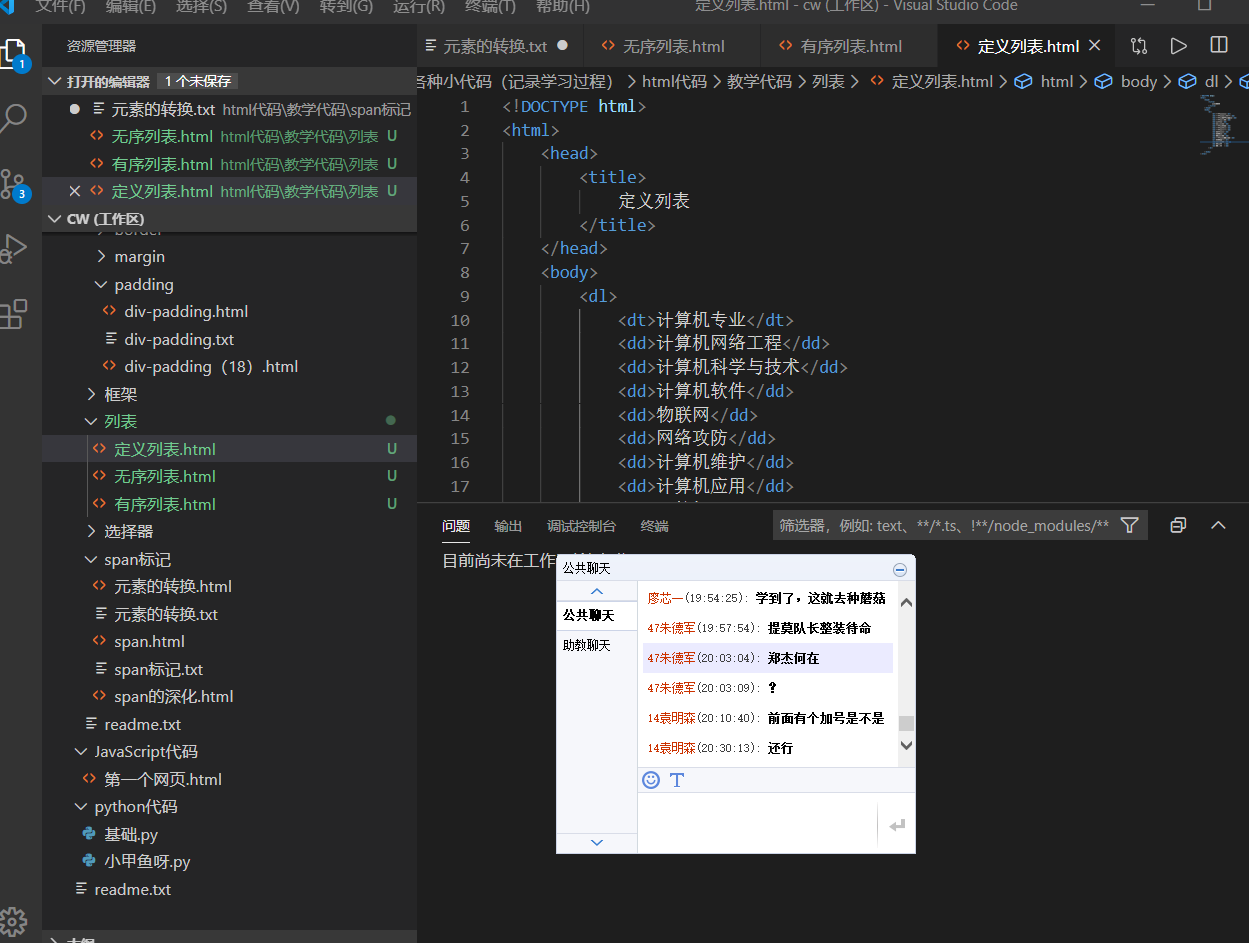 文件(F) 编辑(E) 选择(S) 查看(V) 转到(G) 运行(R) 终端(T) 帮助(H) 定义列表.html - cw (工作区) - Visual Studio Code
资源管理器
打开的编辑器 1 个未保存
元素的转换.txt html代码\教学代码\span标记
无序列表.html html代码\教学代码\列表 U
有序列表.html html代码\教学代码\列表 U
定义列表.html html代码\教学代码\列表 U
CW (工作区)
border
margin
padding
div-padding.html
div-padding.txt
div-padding（18）.html
框架
列表
定义列表.html U
无序列表.html U
有序列表.html U
选择器
span标记
元素的转换.html
元素的转换.txt
span.html
span标记.txt
span的深化.html
readme.txt
JavaScript代码
第一个网页.html
python代码
基础.py
小甲鱼呀.py
readme.txt
大纲
1
3
元素的转换.txt 无序列表.html 有序列表.html 定义列表.html
各种小代码（记录学习过程） html代码 教学代码 列表 定义列表.html html body dl
1 <!DOCTYPE html>
2 <html>
3 <head>
4 <title>
5 定义列表
6 </title>
7 </head>
8 <body>
9 <dl>
10 <dt>计算机专业</dt>
11 <dd>计算机网络工程</dd>
12 <dd>计算机科学与技术</dd>
13 <dd>计算机软件</dd>
14 <dd>物联网</dd>
15 <dd>网络攻防</dd>
16 <dd>计算机维护</dd>
17 <dd>计算机应用</dd>
问题 输出 调试控制台 终端 筛选器，例如: text、**/*.ts、!**/node_modules/**
目前尚未在工作
公共聊天
公共聊天
助教聊天
廖芯一(19:54:25): 学到了，这就去种蘑菇
47朱德军(19:57:54): 提莫队长整装待命
47朱德军(20:03:04): 郑杰何在
47朱德军(20:03:09): ?
14袁明森(20:10:40): 前面有个加号是不是
14袁明森(20:30:13): 还行